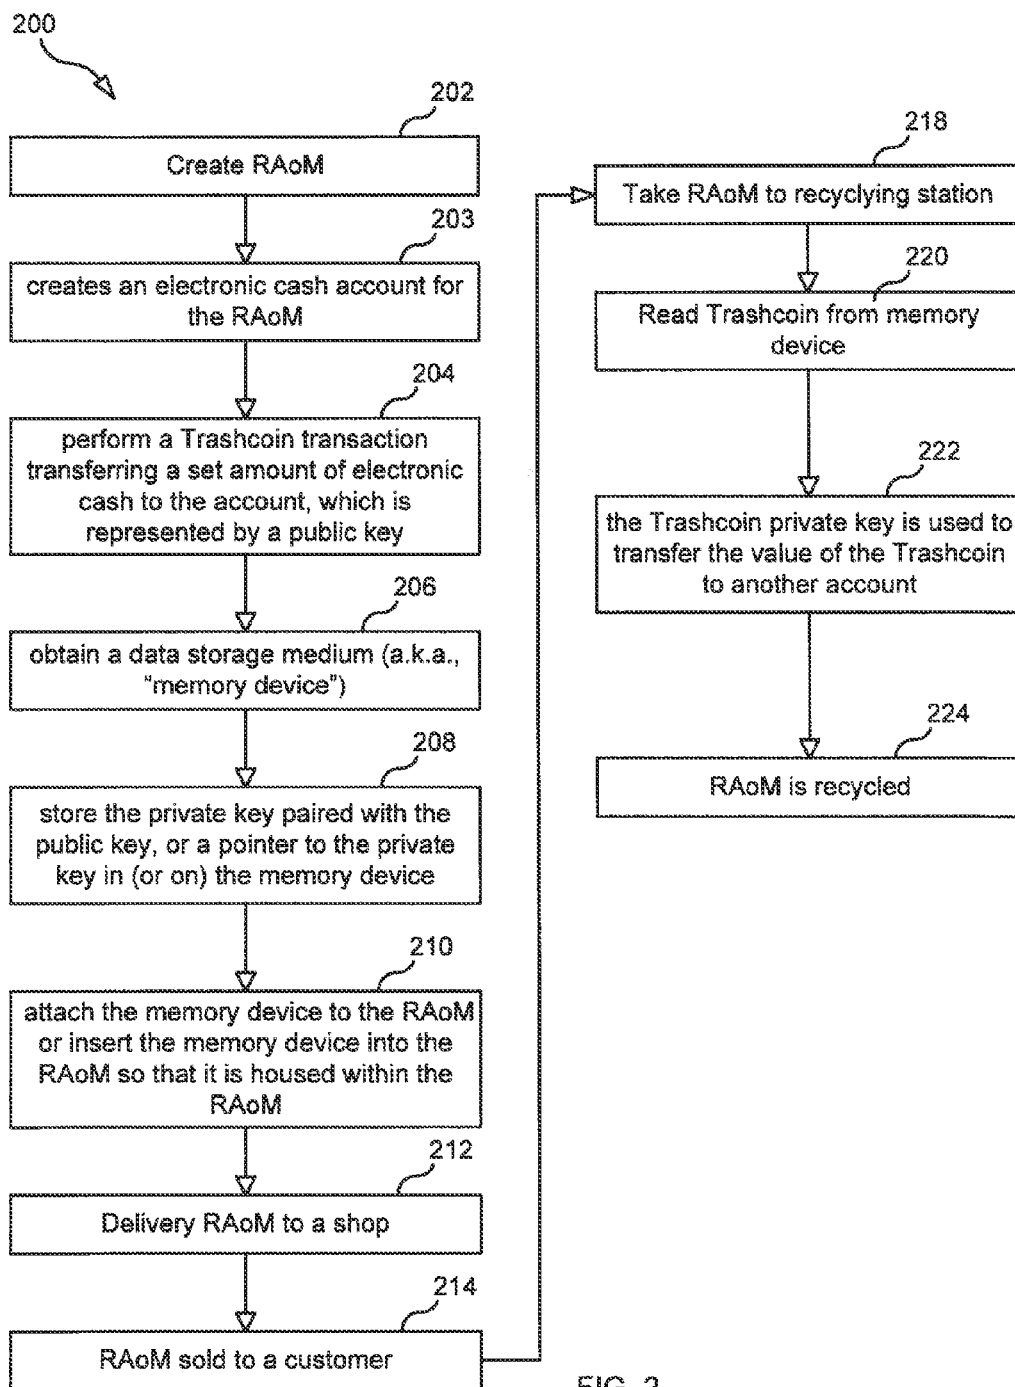 200
202
Create RAoM
203
creates an electronic cash account for
the RAoM
204
perform a Trashcoin transaction
transferring a set amount of electronic
cash to the account, which is
represented by a public key
206
obtain a data storage medium (a.k.a.,
"memory device")
208
store the private key paired with the
public key, or a pointer to the private
key in (or on) the memory device
210
attach the memory device to the RAoM
or insert the memory device into the
RAoM so that it is housed within the
RAoM
212
Delivery RAoM to a shop
214
RAoM sold to a customer
218
Take RAoM to recyclying station
220
Read Trashcoin from memory
device
222
the Trashcoin private key is used to
transfer the value of the Trashcoin
to another account
224
RAoM is recycled
FIG.